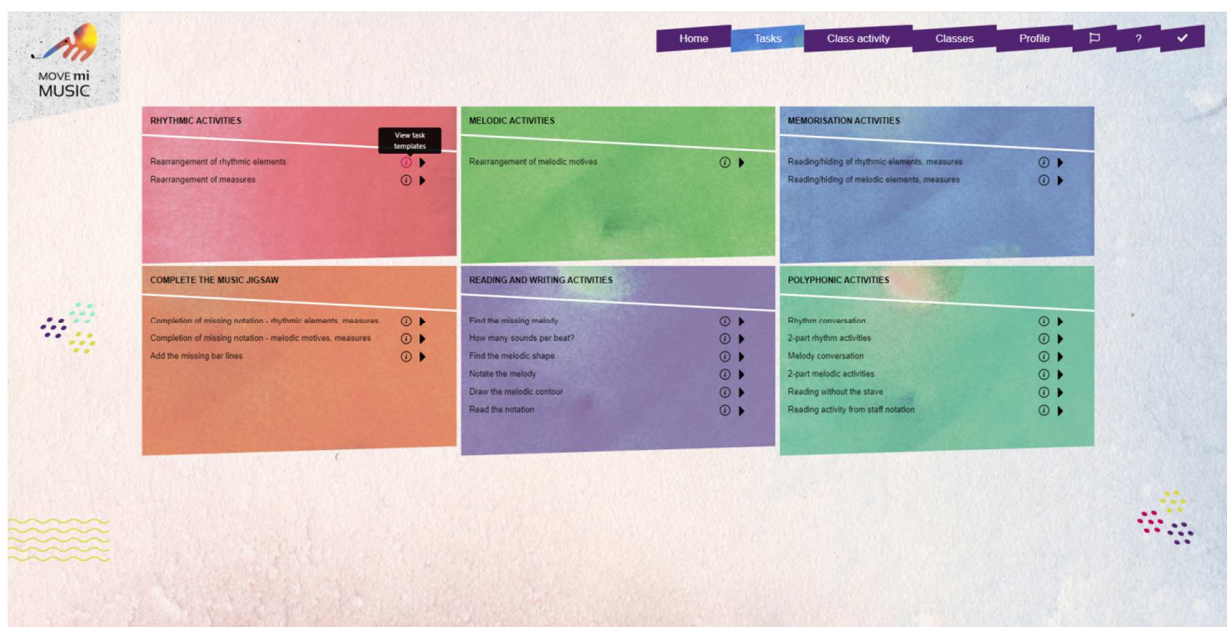 MOVE mi
MUSIC
Home
Tasks
Class activity
Classes
Profile
?
RHYTHMIC ACTIVITIES
View task
templates
Rearrangement of rhythmic elements
Rearrangement of measures
MELODIC ACTIVITIES
Rearrangement of melodic motives
MEMORISATION ACTIVITIES
Reading/hiding of rhythmic elements, measures
Reading/hiding of melodic elements, measures
COMPLETE THE MUSIC JIGSAW
Completion of missing notation - rhythmic elements, measures
Completion of missing notation - melodic motives, measures
Add the missing bar lines
READING AND WRITING ACTIVITIES
Find the missing melody
How many sounds per beat?
Find the melodic shape
Notate the melody
Draw the melodic contour
Read the notation
POLYPHONIC ACTIVITIES
Rhythm conversation
2-part rhythm activities
Melody conversation
2-part melodic activities
Reading without the stave
Reading activity from staff notation